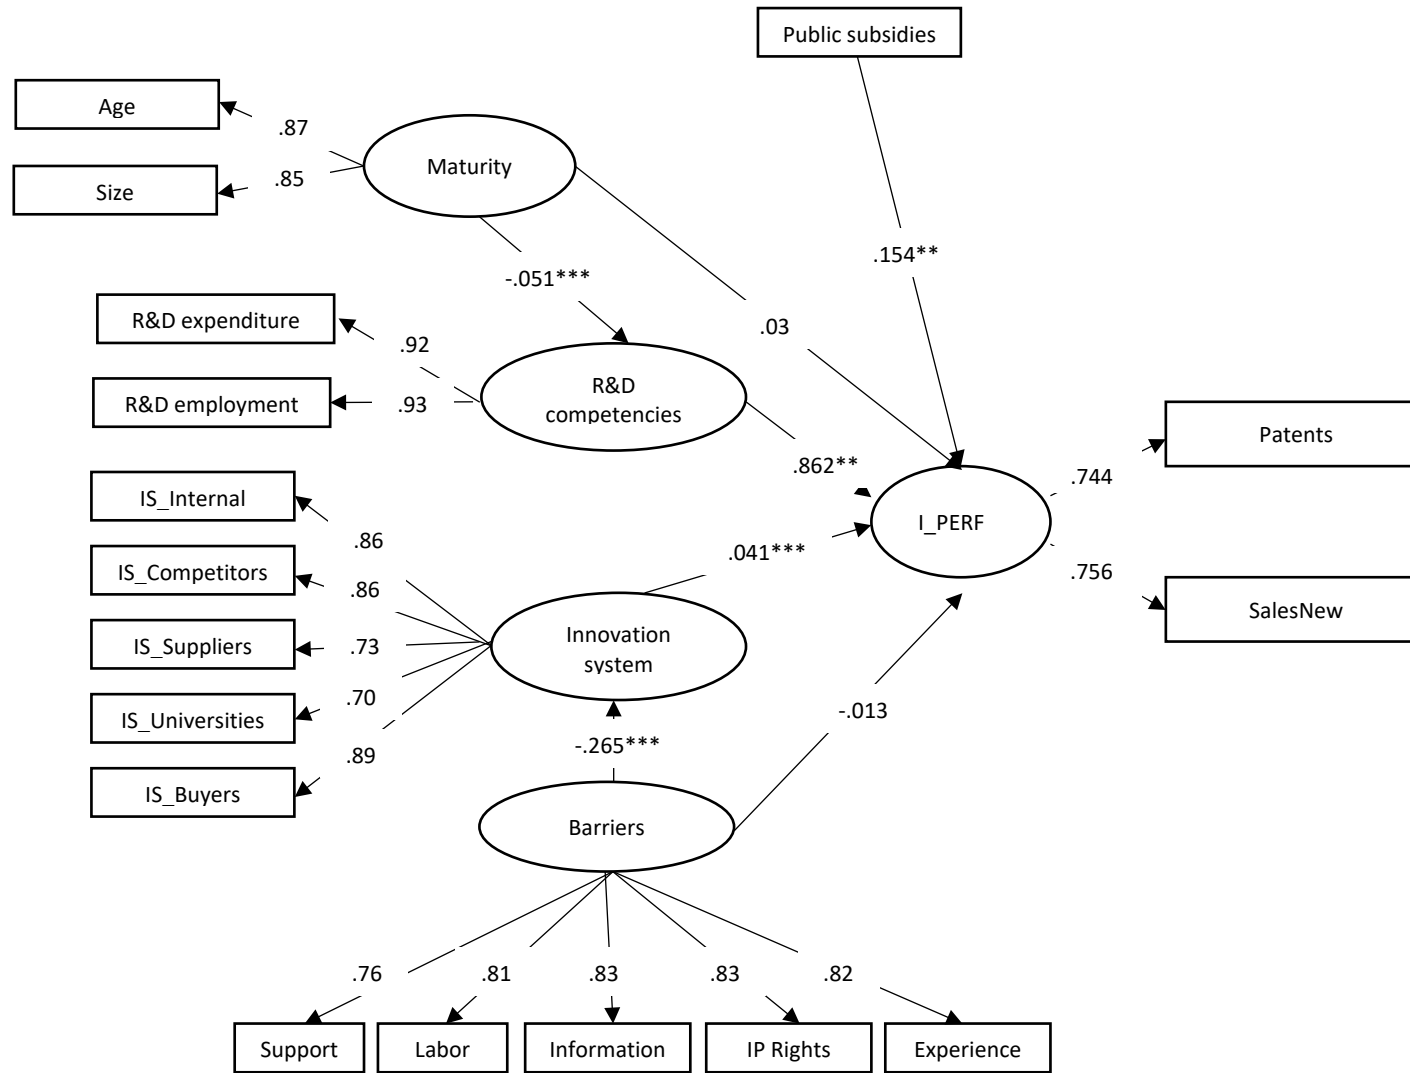 Public subsidies
Age
.87
Maturity
Size
.85
.154**
-.051***
R&D expenditure
.03
.92
R&D
competencies
R&D employment
.93
Patents
.862**
.744
IS_Internal
I_PERF
.86
.041***
IS_Competitors
.86
.756
SalesNew
IS_Suppliers
.73
Innovation
system
IS_Universities
.70
-.013
.89
-.265***
IS_Buyers
Barriers
.76
.81
.83
.83
.82
Support
Labor
Information
IP Rights
Experience